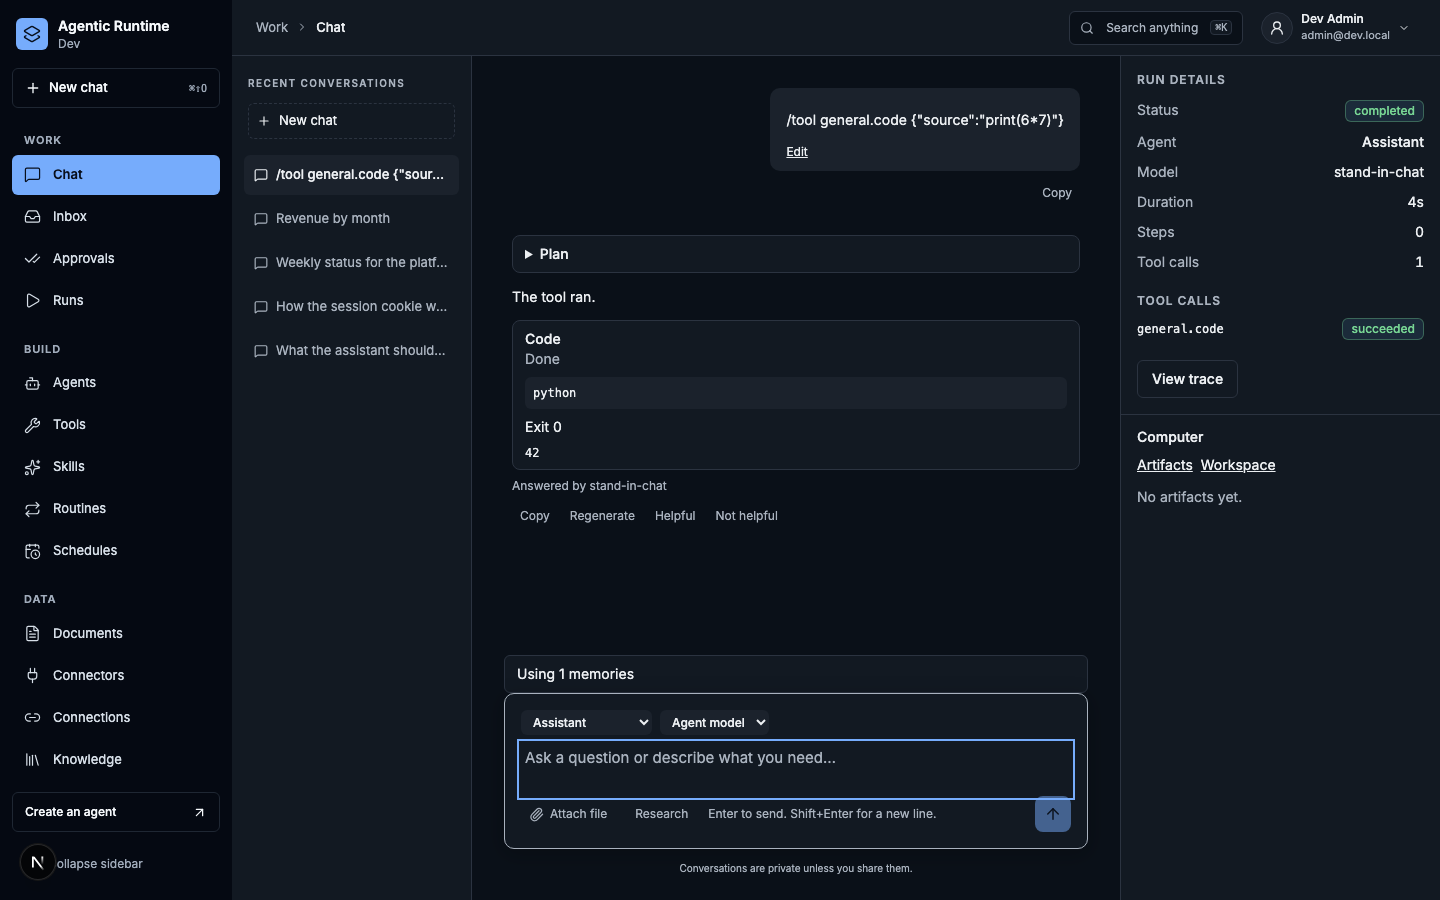 Agentic Runtime
Dev
New chat ⌘⇧O
WORK
Chat
Inbox
Approvals
Runs
BUILD
Agents
Tools
Skills
Routines
Schedules
DATA
Documents
Connectors
Connections
Knowledge
Create an agent
N ollapse sidebar
Work > Chat
Search anything ⌘K
Dev Admin
admin@dev.local
RECENT CONVERSATIONS
New chat
/tool general.code {"sour...
Revenue by month
Weekly status for the platf...
How the session cookie w...
What the assistant should...
/tool general.code {"source":"print(6*7)"}
Edit
Copy
Plan
The tool ran.
Code
Done
python
Exit 0
42
Answered by stand-in-chat
Copy Regenerate Helpful Not helpful
Using 1 memories
Assistant Agent model
Ask a question or describe what you need...
Attach file Research Enter to send. Shift+Enter for a new line.
Conversations are private unless you share them.
RUN DETAILS
Status completed
Agent Assistant
Model stand-in-chat
Duration 4s
Steps 0
Tool calls 1
TOOL CALLS
general.code succeeded
View trace
Computer
Artifacts Workspace
No artifacts yet.